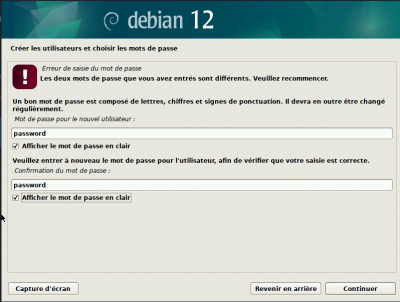 debian 12
Créer les utilisateurs et choisir les mots de passe
Erreur de saisie du mot de passe
Les deux mots de passe que vous avez entrés sont différents. Veuillez recommencer.
Un bon mot de passe est composé de lettres, chiffres et signes de ponctuation. Il devra en outre être changé
régulièrement.
Mot de passe pour le nouvel utilisateur :
password
Afficher le mot de passe en clair
Veuillez entrer à nouveau le mot de passe pour l'utilisateur, afin de vérifier que votre saisie est correcte.
Confirmation du mot de passe :
password
Afficher le mot de passe en clair
Capture d'écran
Revenir en arrière
Continuer